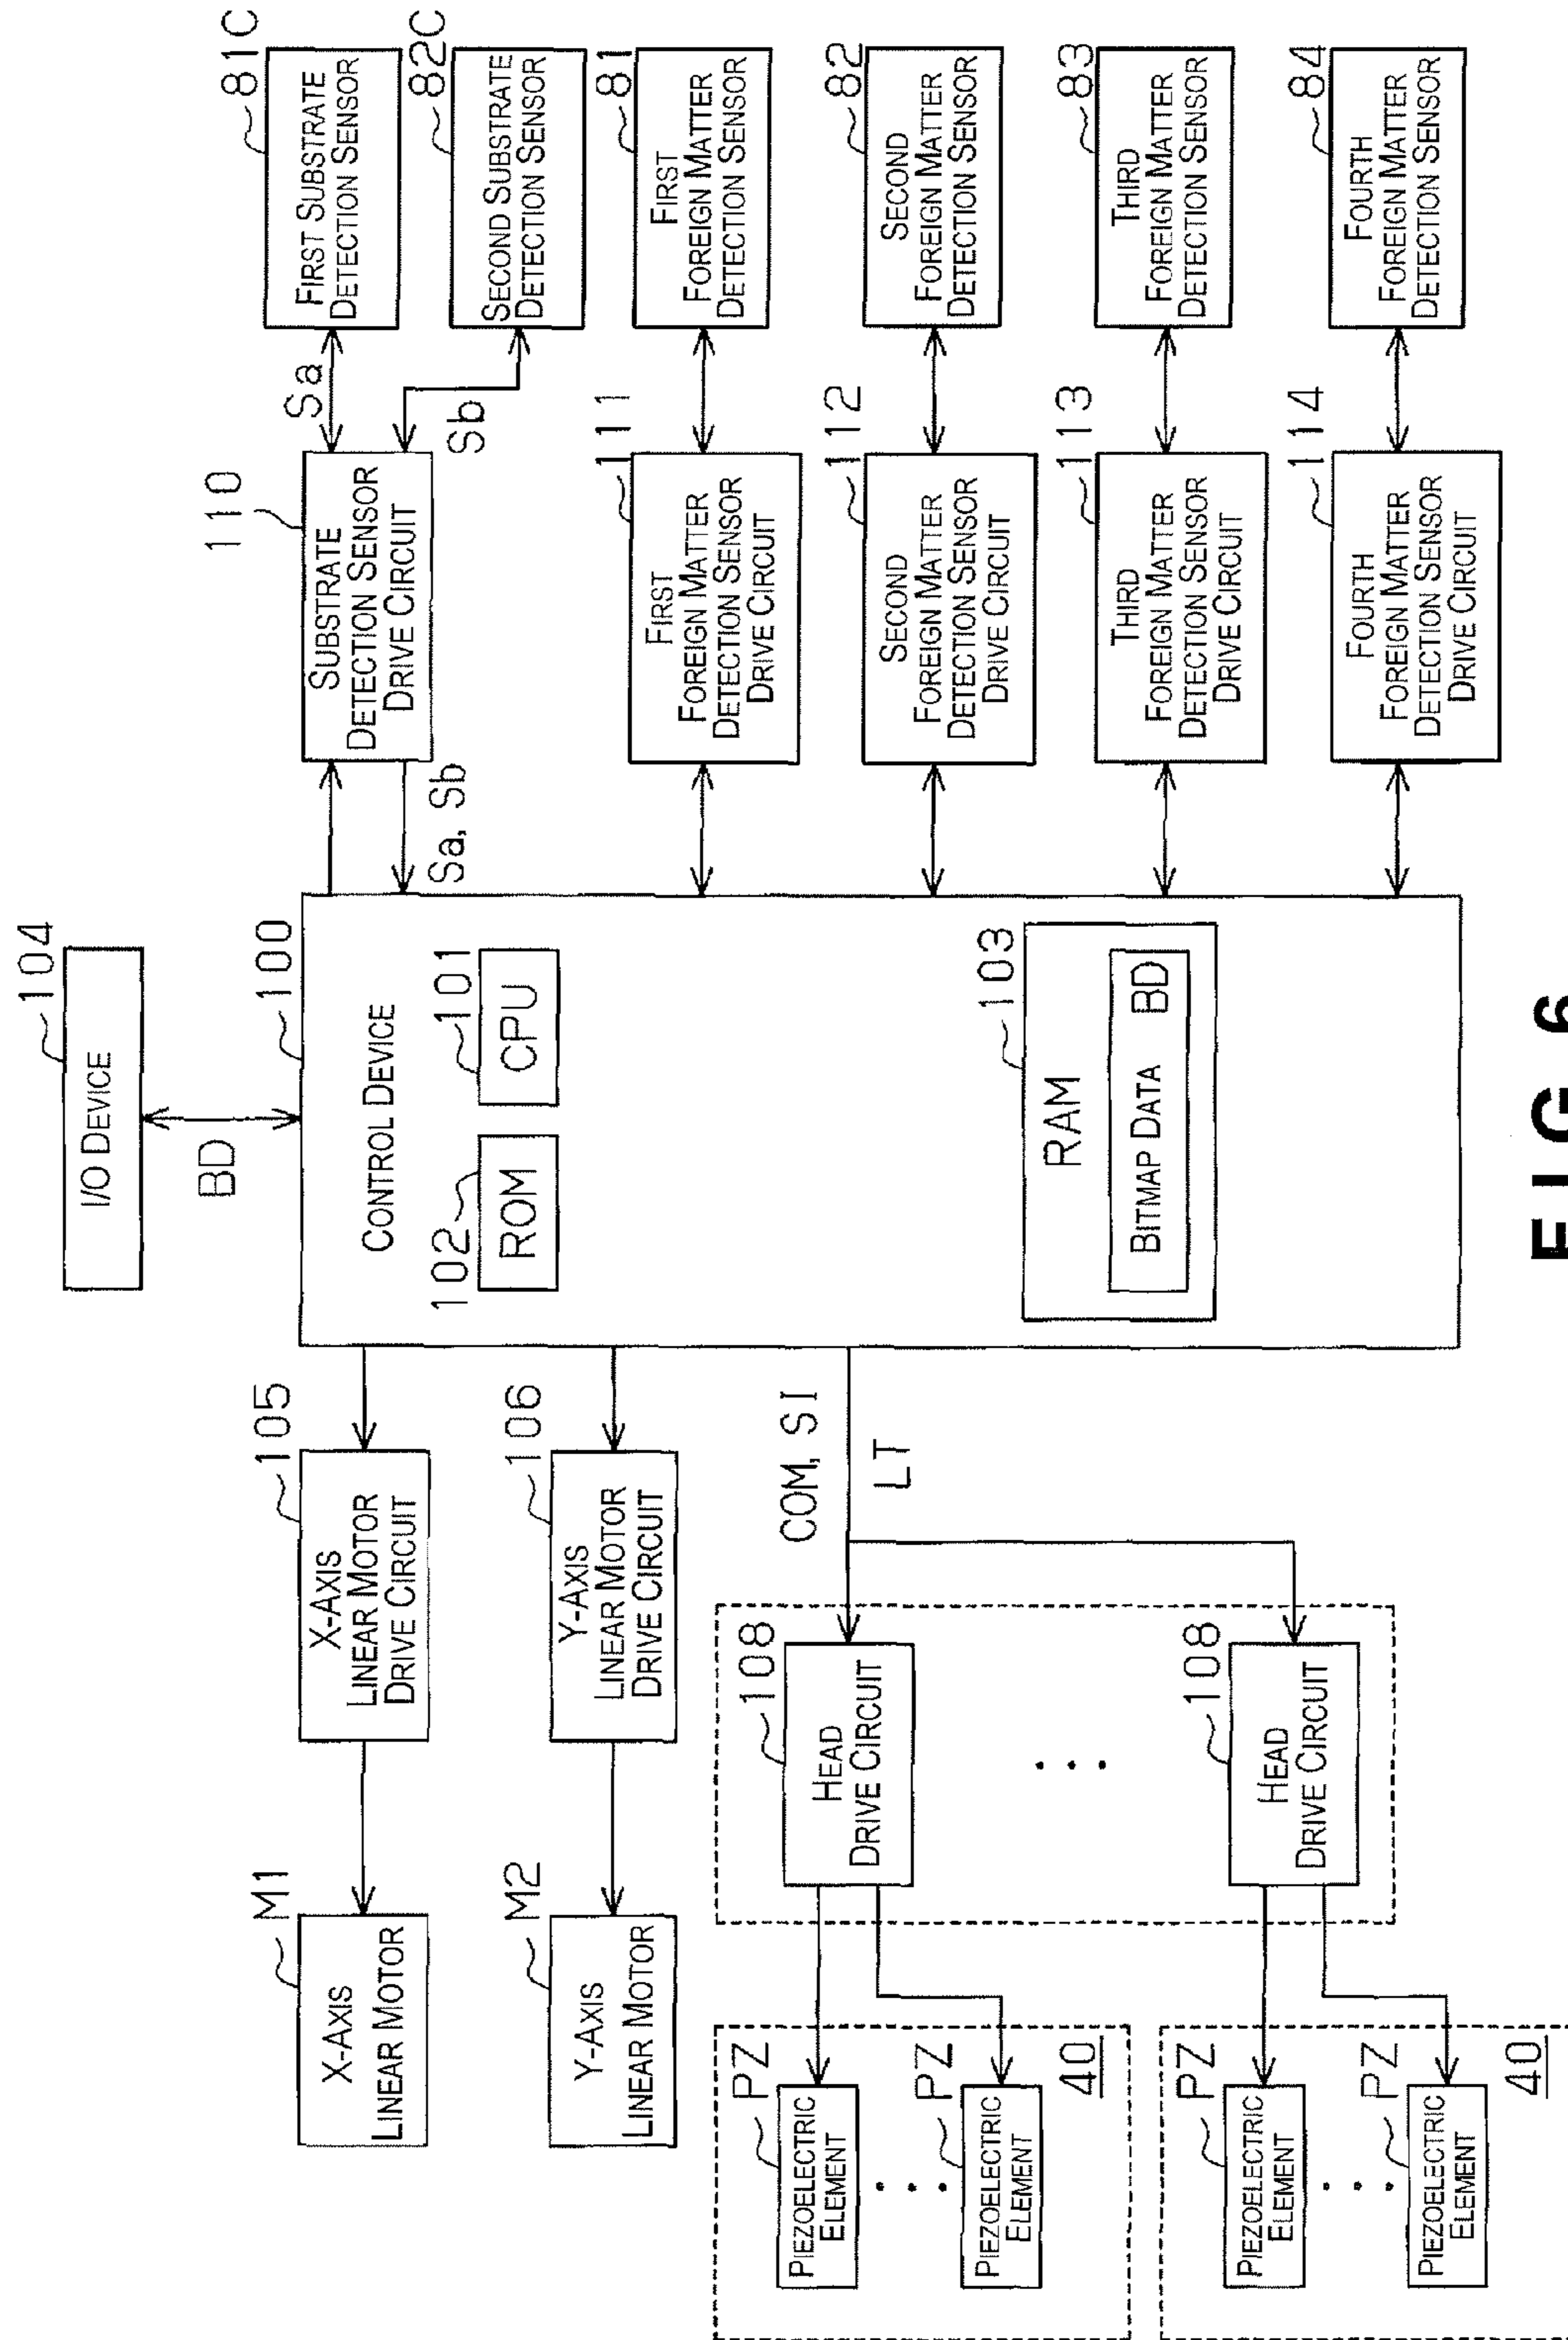 104
I/O DEVICE
BD
100
CONTROL DEVICE
102
ROM
101
CPU
103
RAM
BITMAP DATA BD
M1
X-AXIS
LINEAR MOTOR
105
X-AXIS
LINEAR MOTOR
DRIVE CIRCUIT
M2
Y-AXIS
LINEAR MOTOR
106
Y-AXIS
LINEAR MOTOR
DRIVE CIRCUIT
COM, SI
LT
108
HEAD
DRIVE CIRCUIT
...
108
HEAD
DRIVE CIRCUIT
PZ
PIEZOELECTRIC
ELEMENT
...
PZ
PIEZOELECTRIC
ELEMENT
40
PZ
PIEZOELECTRIC
ELEMENT
...
PZ
PIEZOELECTRIC
ELEMENT
40
110
SUBSTRATE
DETECTION SENSOR
DRIVE CIRCUIT
Sa, Sb
Sa
Sb
81C
FIRST SUBSTRATE
DETECTION SENSOR
82C
SECOND SUBSTRATE
DETECTION SENSOR
111
FIRST
FOREIGN MATTER
DETECTION SENSOR
DRIVE CIRCUIT
81
FIRST
FOREIGN MATTER
DETECTION SENSOR
112
SECOND
FOREIGN MATTER
DETECTION SENSOR
DRIVE CIRCUIT
82
SECOND
FOREIGN MATTER
DETECTION SENSOR
113
THIRD
FOREIGN MATTER
DETECTION SENSOR
DRIVE CIRCUIT
83
THIRD
FOREIGN MATTER
DETECTION SENSOR
114
FOURTH
FOREIGN MATTER
DETECTION SENSOR
DRIVE CIRCUIT
84
FOURTH
FOREIGN MATTER
DETECTION SENSOR
FIG. 6